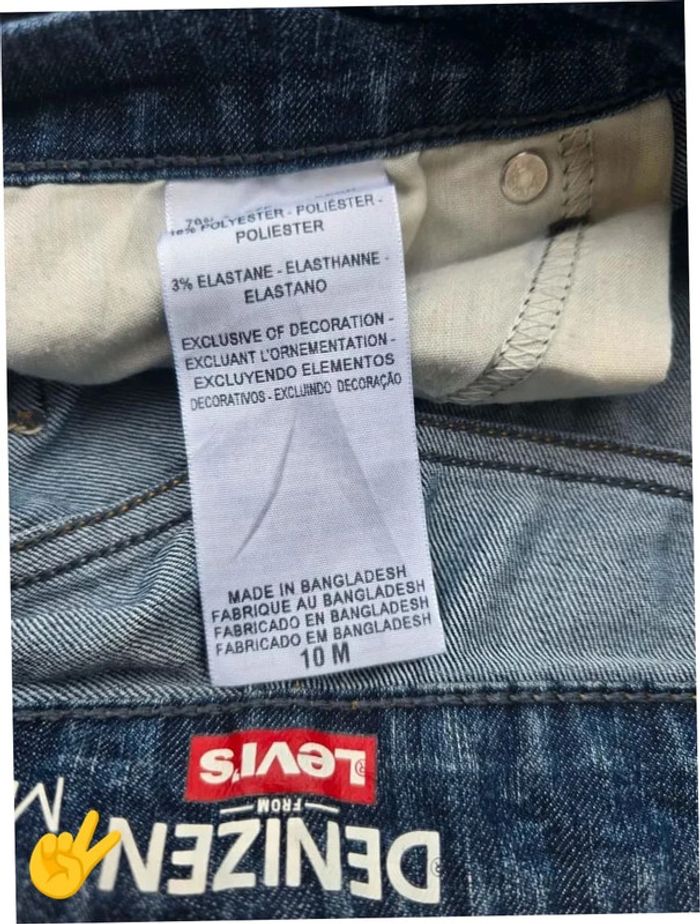 POLYESTER - POLIÉSTER -
POLIESTER
3% ELASTANE - ELASTHANNE -
ELASTANO
EXCLUSIVE OF DECORATION -
EXCLUANT L'ORNEMENTATION -
EXCLUYENDO ELEMENTOS
DECORATIVOS - EXCLUINDO DECORAÇÃO
MADE IN BANGLADESH
FABRIQUE AU BANGLADESH
FABRICADO EN BANGLADESH
FABRICADO EM BANGLADESH
10 M
DENIZEN®
FROM
Levi's®